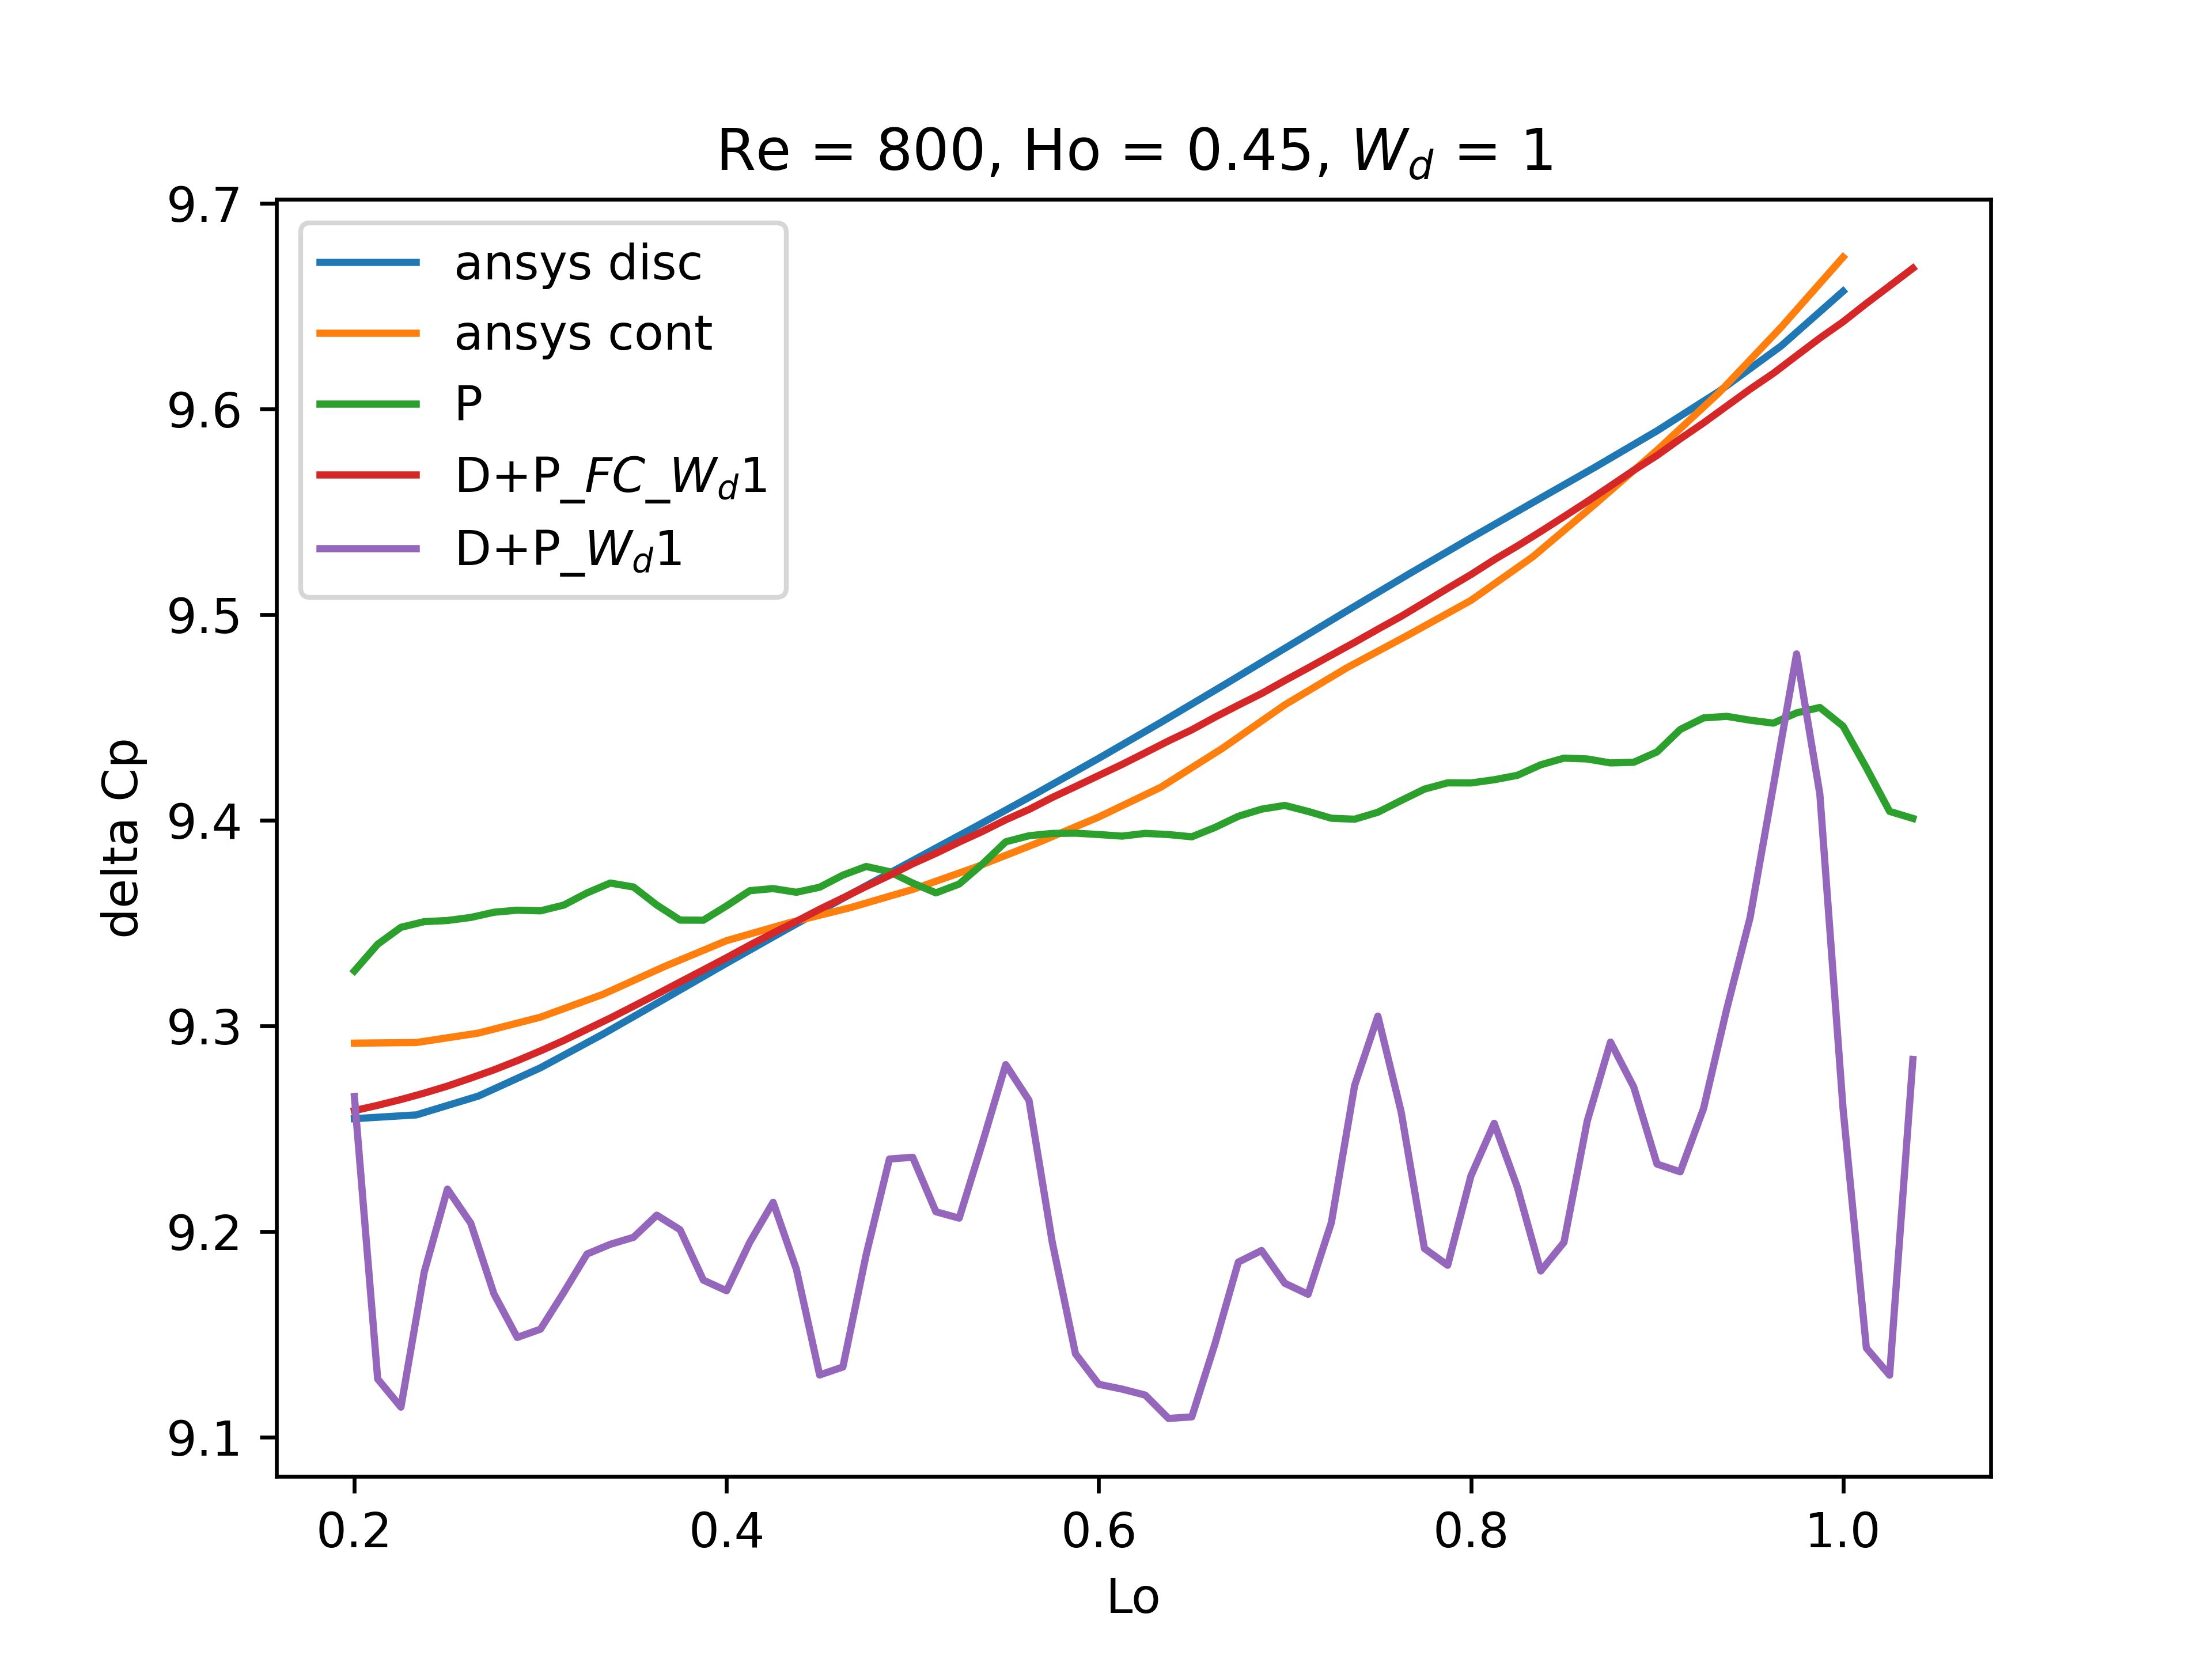 Re = 800, Ho = 0.45, W_d = 1
9.7
9.6
9.5
9.4
9.3
9.2
9.1
delta Cp
ansys disc
ansys cont
P
D+P_FC_W_d1
D+P_W_d1
0.2 0.4 0.6 0.8 1.0
Lo